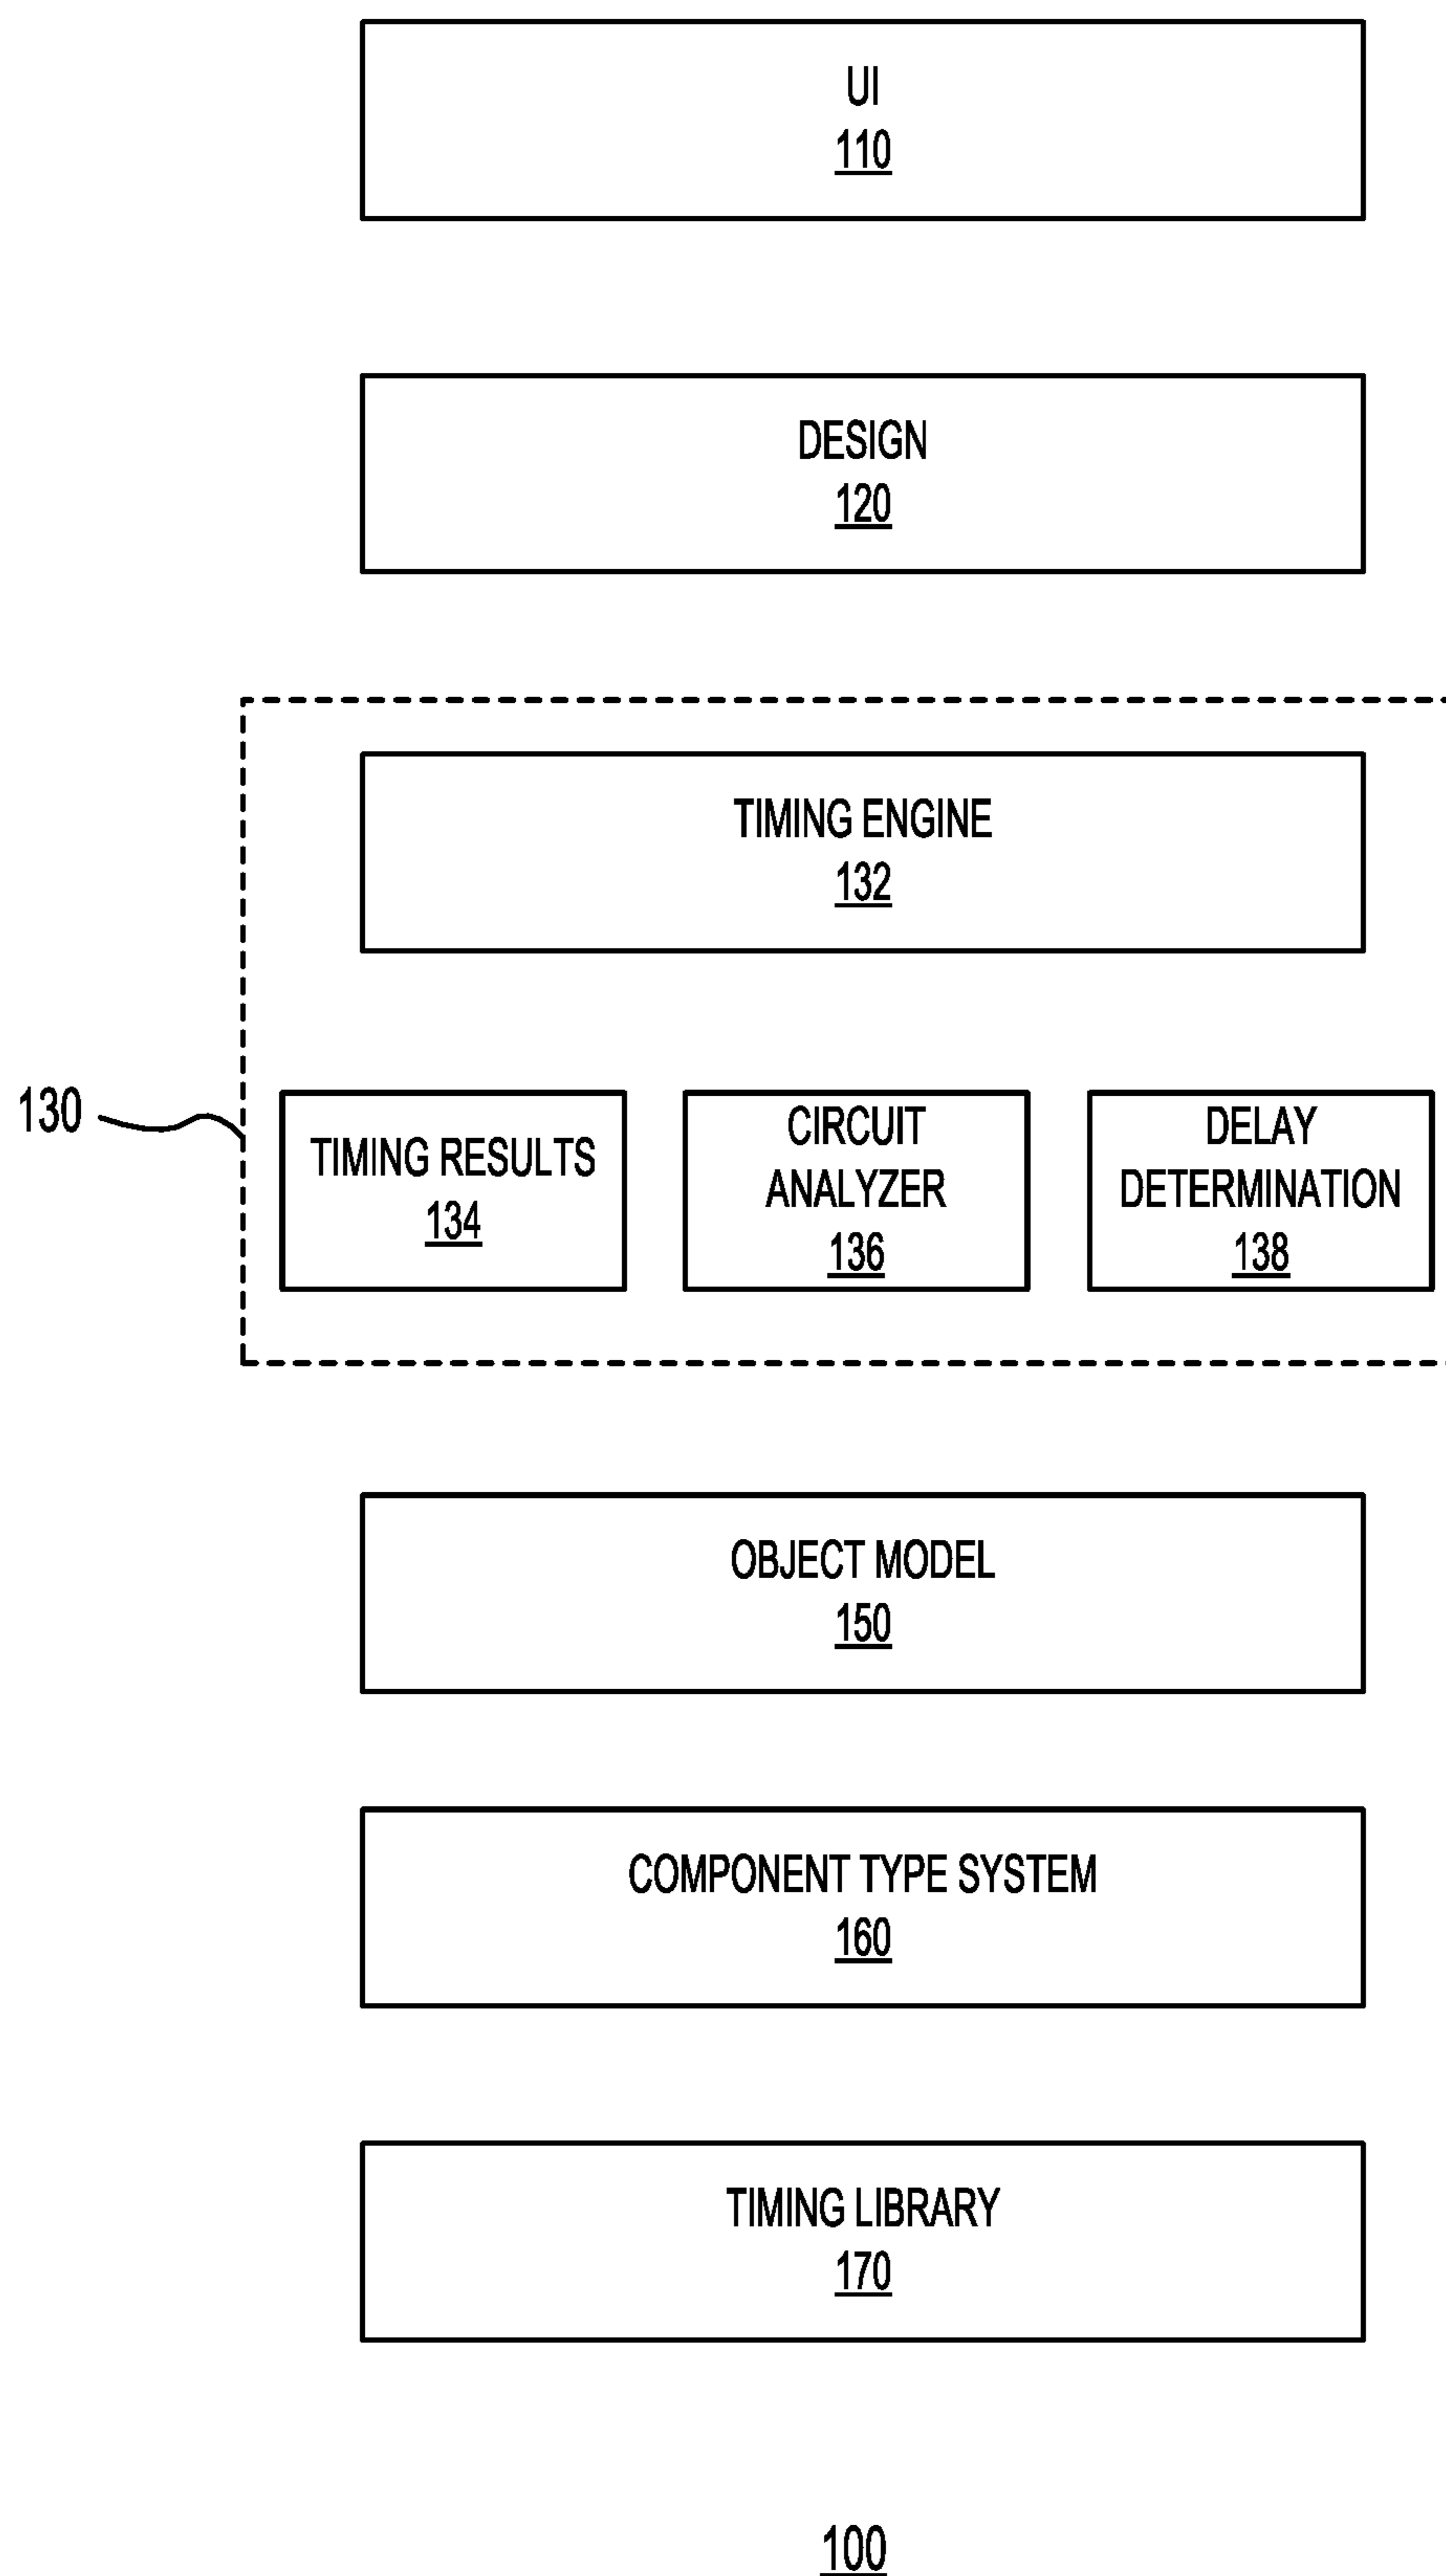 UI
110
DESIGN
120
TIMING ENGINE
132
130
TIMING RESULTS
134
CIRCUIT
ANALYZER
136
DELAY
DETERMINATION
138
OBJECT MODEL
150
COMPONENT TYPE SYSTEM
160
TIMING LIBRARY
170
100